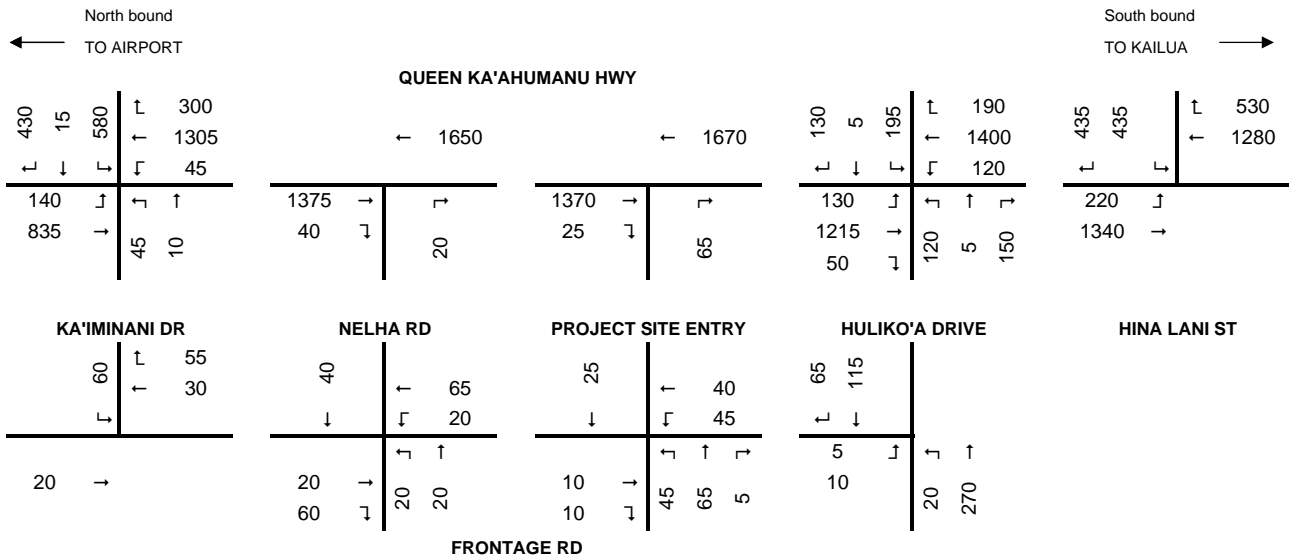 North bound
South bound
← TO AIRPORT
TO KAILUA →
QUEEN KA'AHUMANU HWY
430 15 580 ↿ 300
← 1305
↵ ↓ ↳ ↾ 45
140 ↥ ↰ ↑
835 → 45 10
← 1650
1375 → ↱
40 ↴ 20
← 1670
1370 → ↱
25 ↴ 65
130 5 195 190
← 1400
↵ ↓ ↳ 120
130 ↰ ↑ ↱
1215 → 120 5 150
50 ↴
435 435 530
← 1280
↵ ↳
220
1340 →
KA'IMINANI DR
NELHA RD
PROJECT SITE ENTRY
HULIKO'A DRIVE
HINA LANI ST
60 55
← 30
↳
20 →
40 ← 65
↓ 20
↰ ↑
20 → 20 20
60 ↴
25 ← 40
↓ 45
↰ ↑ ↱
10 → 45 65 5
10 ↴
65 115
↵ ↓
5 ↰ ↑
10 20 270
FRONTAGE RD